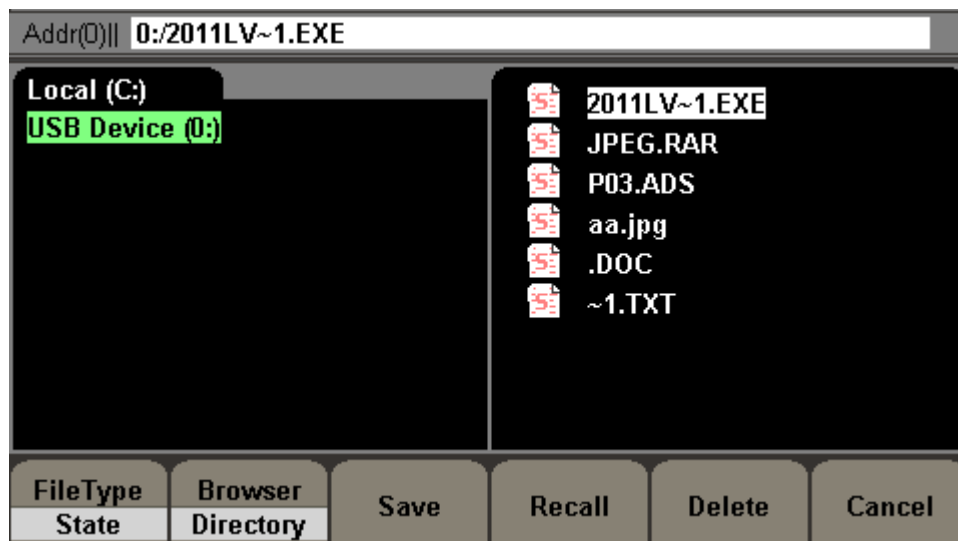 Addr(0)|| 0:/2011LV~1.EXE
Local (C:)
USB Device (0:)
2011LV~1.EXE
JPEG.RAR
P03.ADS
aa.jpg
.DOC
~1.TXT
FileType
State
Browser
Directory
Save
Recall
Delete
Cancel